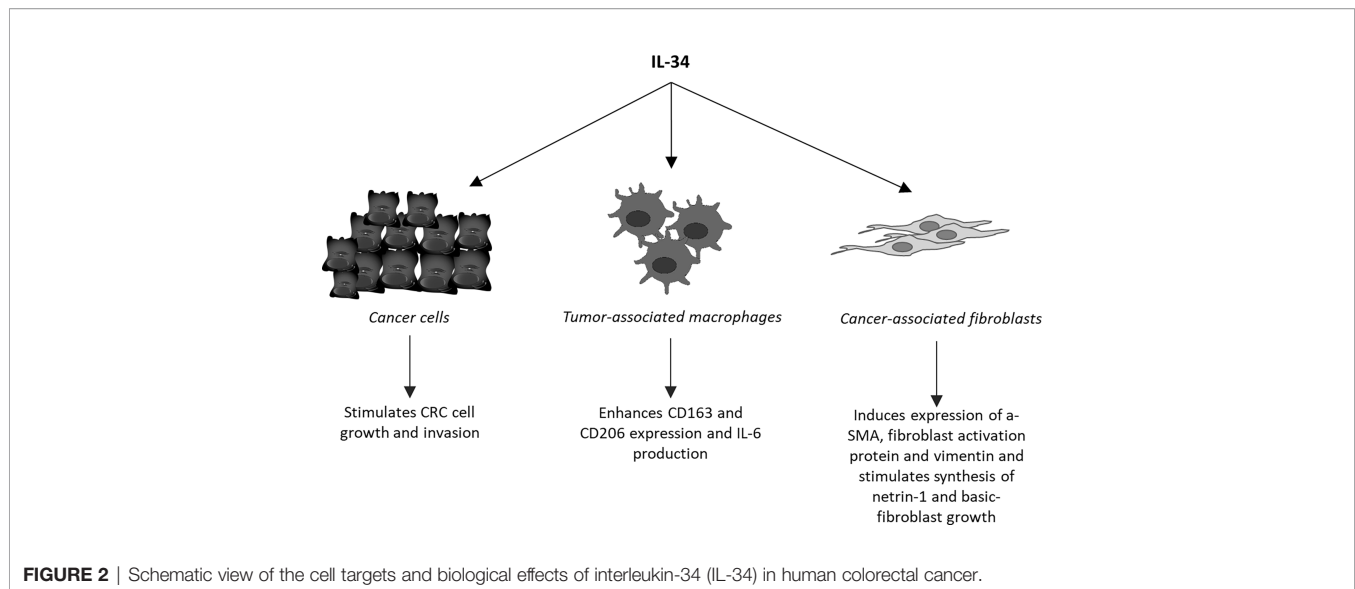 IL-34
Cancer cells
Tumor-associated macrophages
Cancer-associated fibroblasts
Stimulates CRC cell
growth and invasion
Enhances CD163 and
CD206 expression and IL-6
production
Induces expression of a-
SMA, fibroblast activation
protein and vimentin and
stimulates synthesis of
netrin-1 and basic-
fibroblast growth
FIGURE 2 | Schematic view of the cell targets and biological effects of interleukin-34 (IL-34) in human colorectal cancer.